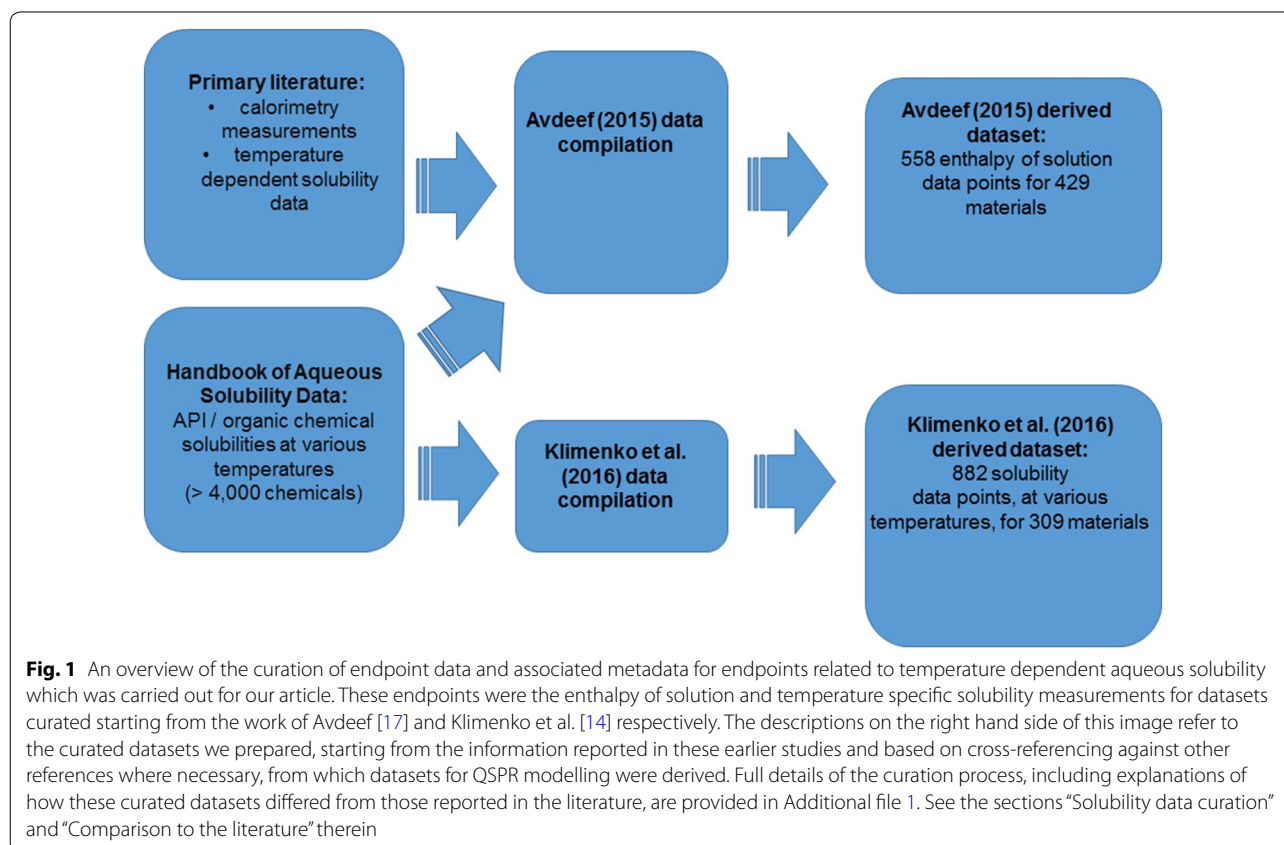 Primary literature:
• calorimetry
measurements
• temperature
dependent solubility
data
Avdeef (2015) data
compilation
Avdeef (2015) derived
dataset:
558 enthalpy of solution
data points for 429
materials
Handbook of Aqueous
Solubility Data:
API / organic chemical
solubilities at various
temperatures
(> 4,000 chemicals)
Klimenko et al.
(2016) data
compilation
Klimenko et al. (2016)
derived dataset:
882 solubility
data points, at various
temperatures, for 309 materials
Fig. 1 An overview of the curation of endpoint data and associated metadata for endpoints related to temperature dependent aqueous solubility
which was carried out for our article. These endpoints were the enthalpy of solution and temperature specific solubility measurements for datasets
curated starting from the work of Avdeef [17] and Klimenko et al. [14] respectively. The descriptions on the right hand side of this image refer to
the curated datasets we prepared, starting from the information reported in these earlier studies and based on cross-referencing against other
references where necessary, from which datasets for QSPR modelling were derived. Full details of the curation process, including explanations of
how these curated datasets differed from those reported in the literature, are provided in Additional file 1. See the sections “Solubility data curation”
and “Comparison to the literature” therein